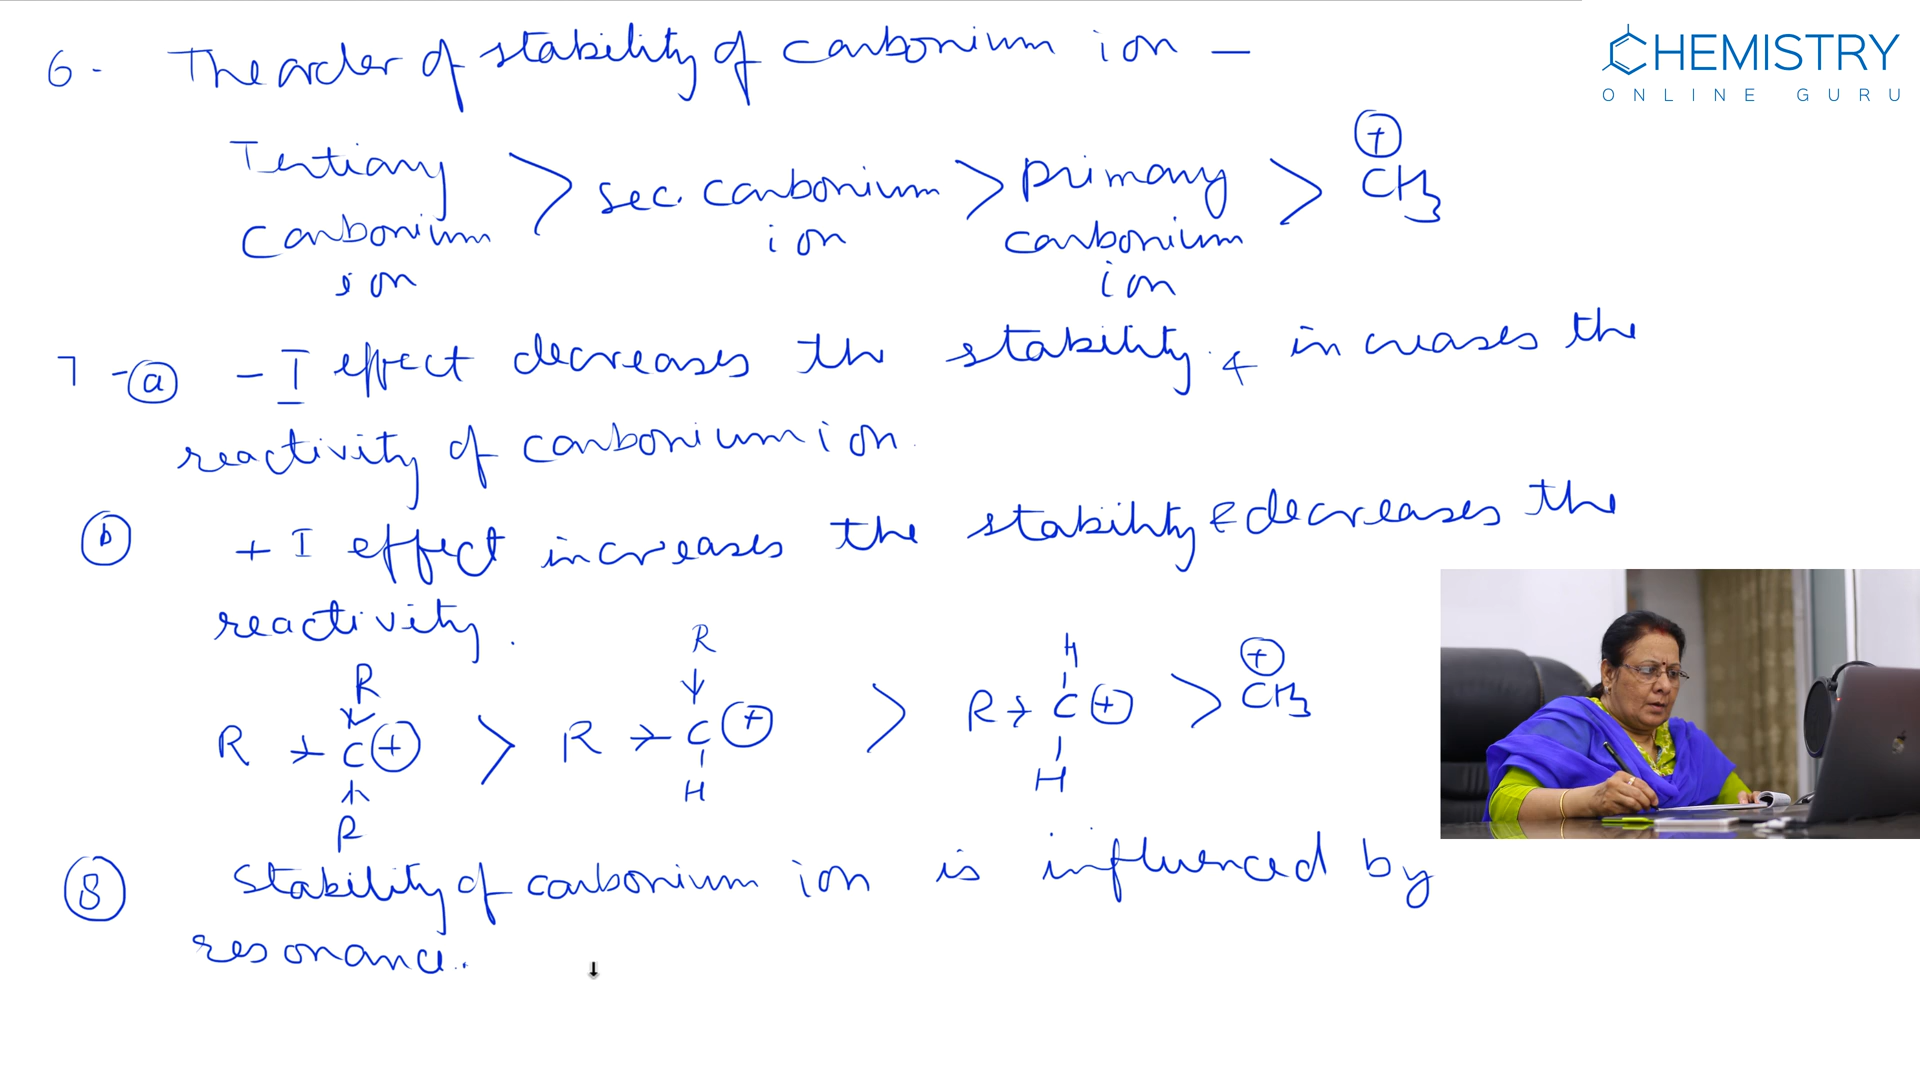 CHEMISTRY
ONLINE GURU
6- The order of stability of carbonium ion –
Tertiary carbonium ion > sec. carbonium ion > primary carbonium ion > ⊕CH3
7-ⓐ - I effect decreases the stability & increases the
reactivity of carbonium ion.
ⓑ + I effect increases the stability & decreases the
reactivity.
R R H ⊕
R → C⊕ > R → C⊕ > R → C⊕ > CH3
R H H
⑧ Stability of carbonium ion is influenced by
resonance.